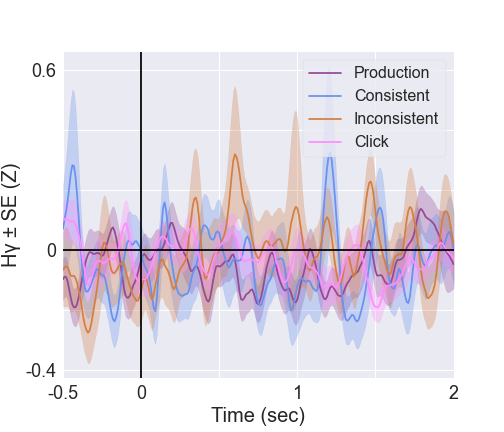 Production
Consistent
Inconsistent
Click
0.6
0
-0.4
Hγ ± SE (Z)
-0.5
0
1
2
Time (sec)